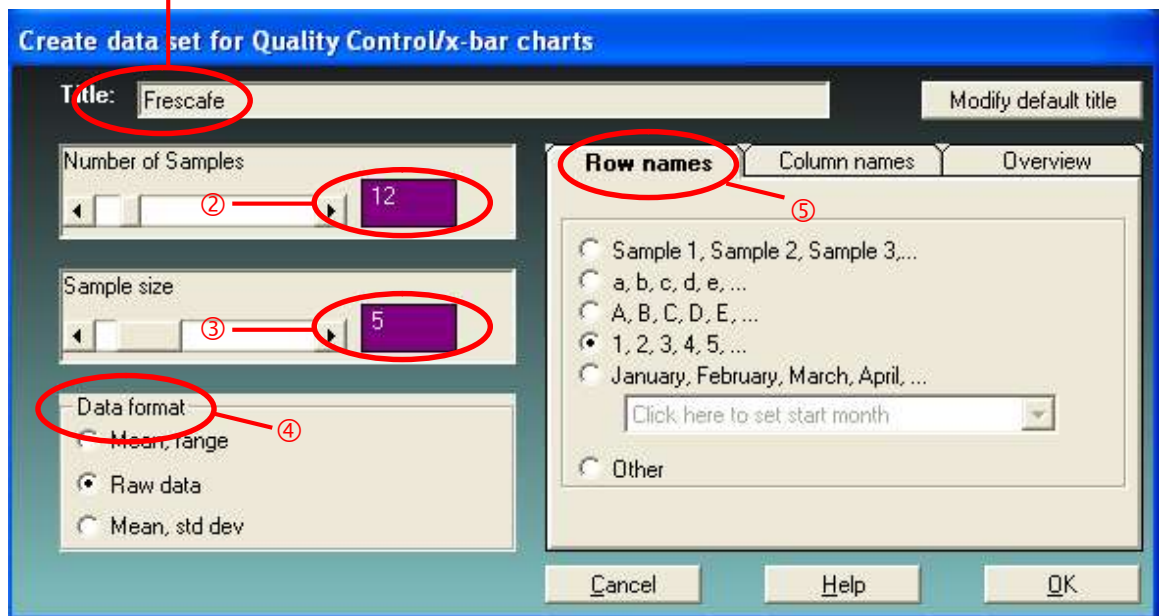 Create data set for Quality Control/x-bar charts
Title: Frescafe
Modify default title
Number of Samples
② 12
Sample size
③ 5
Data format
④
Mean, range
Raw data
Mean, std dev
Row names Column names Overview
⑤
Sample 1, Sample 2, Sample 3,...
a, b, c, d, e, ...
A, B, C, D, E, ...
1, 2, 3, 4, 5, ...
January, February, March, April, ...
Click here to set start month
Other
Cancel Help OK